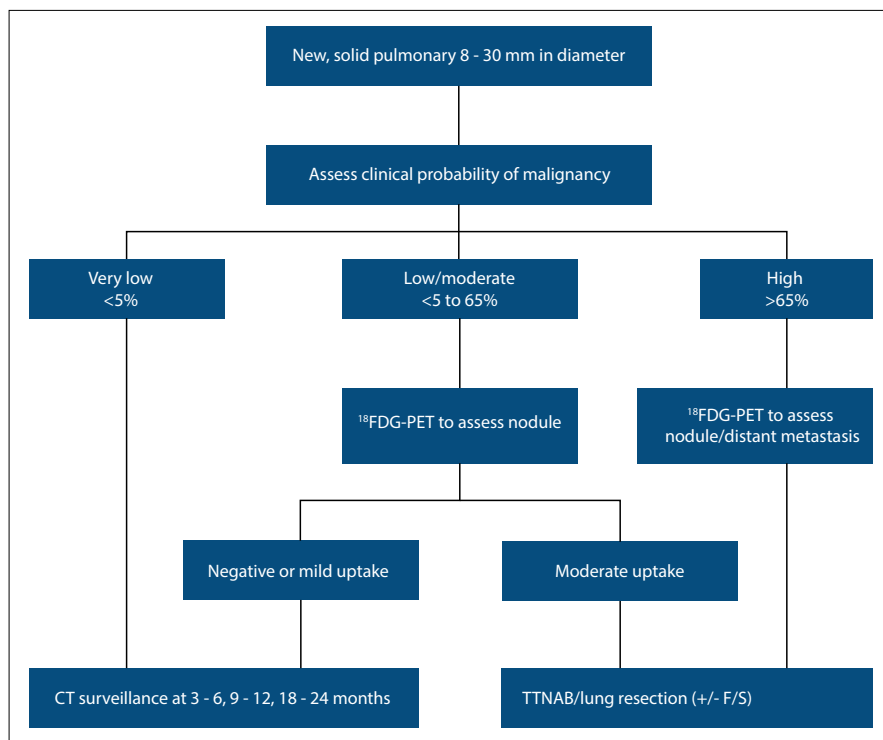 New, solid pulmonary 8 - 30 mm in diameter
Assess clinical probability of malignancy
Very low
<5%
Low/moderate
<5 to 65%
High
>65%
¹⁸FDG-PET to assess nodule
¹⁸FDG-PET to assess
nodule/distant metastasis
Negative or mild uptake
Moderate uptake
CT surveillance at 3 - 6, 9 - 12, 18 - 24 months
TTNAB/lung resection (+/- F/S)